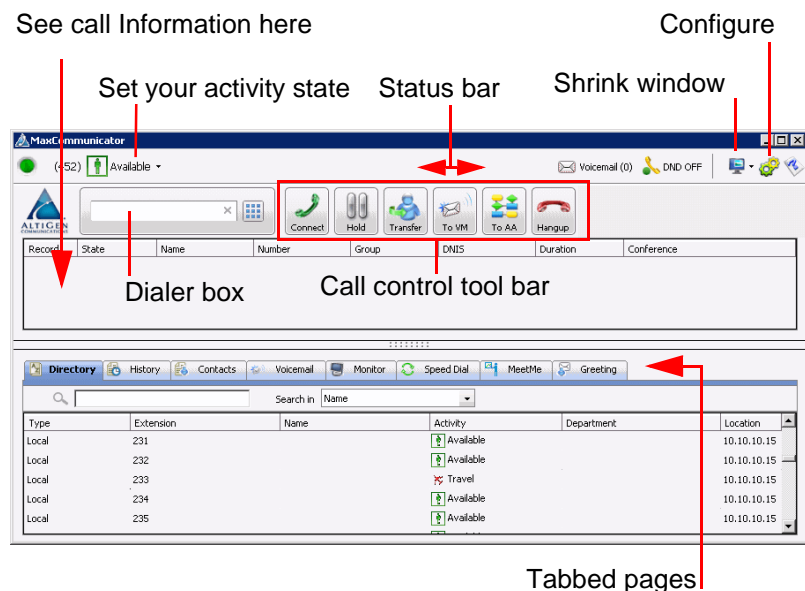 See call Information here
Configure
Set your activity state
Status bar
Shrink window
MaxCommunicator
(452) Available
Voicemail (0) DND OFF
ALTIGEN
COMMUNICATIONS
Connect Hold Transfer To VM To AA Hangup
Record State Name Number Group DNIS Duration Conference
Dialer box
Call control tool bar
Directory History Contacts Voicemail Monitor Speed Dial MeetMe Greeting
Search in Name
Type Extension Name Activity Department Location
Local 231 Available 10.10.10.15
Local 232 Available 10.10.10.15
Local 233 Travel 10.10.10.15
Local 234 Available 10.10.10.15
Local 235 Available 10.10.10.15
Tabbed pages